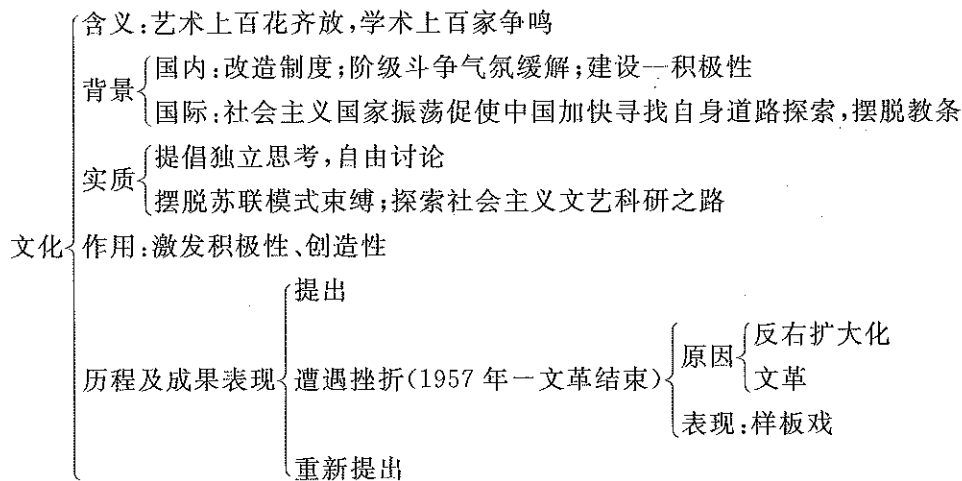 含义:艺术上百花齐放,学术上百家争鸣
背景
国内:改造制度;阶级斗争气氛缓解;建设—积极性
国际:社会主义国家振荡促使中国加快寻找自身道路探索,摆脱教条
实质
提倡独立思考,自由讨论
摆脱苏联模式束缚;探索社会主义文艺科研之路
文化
作用:激发积极性、创造性
历程及成果表现
提出
遭遇挫折(1957年—文革结束)
原因
反右扩大化
文革
表现:样板戏
重新提出